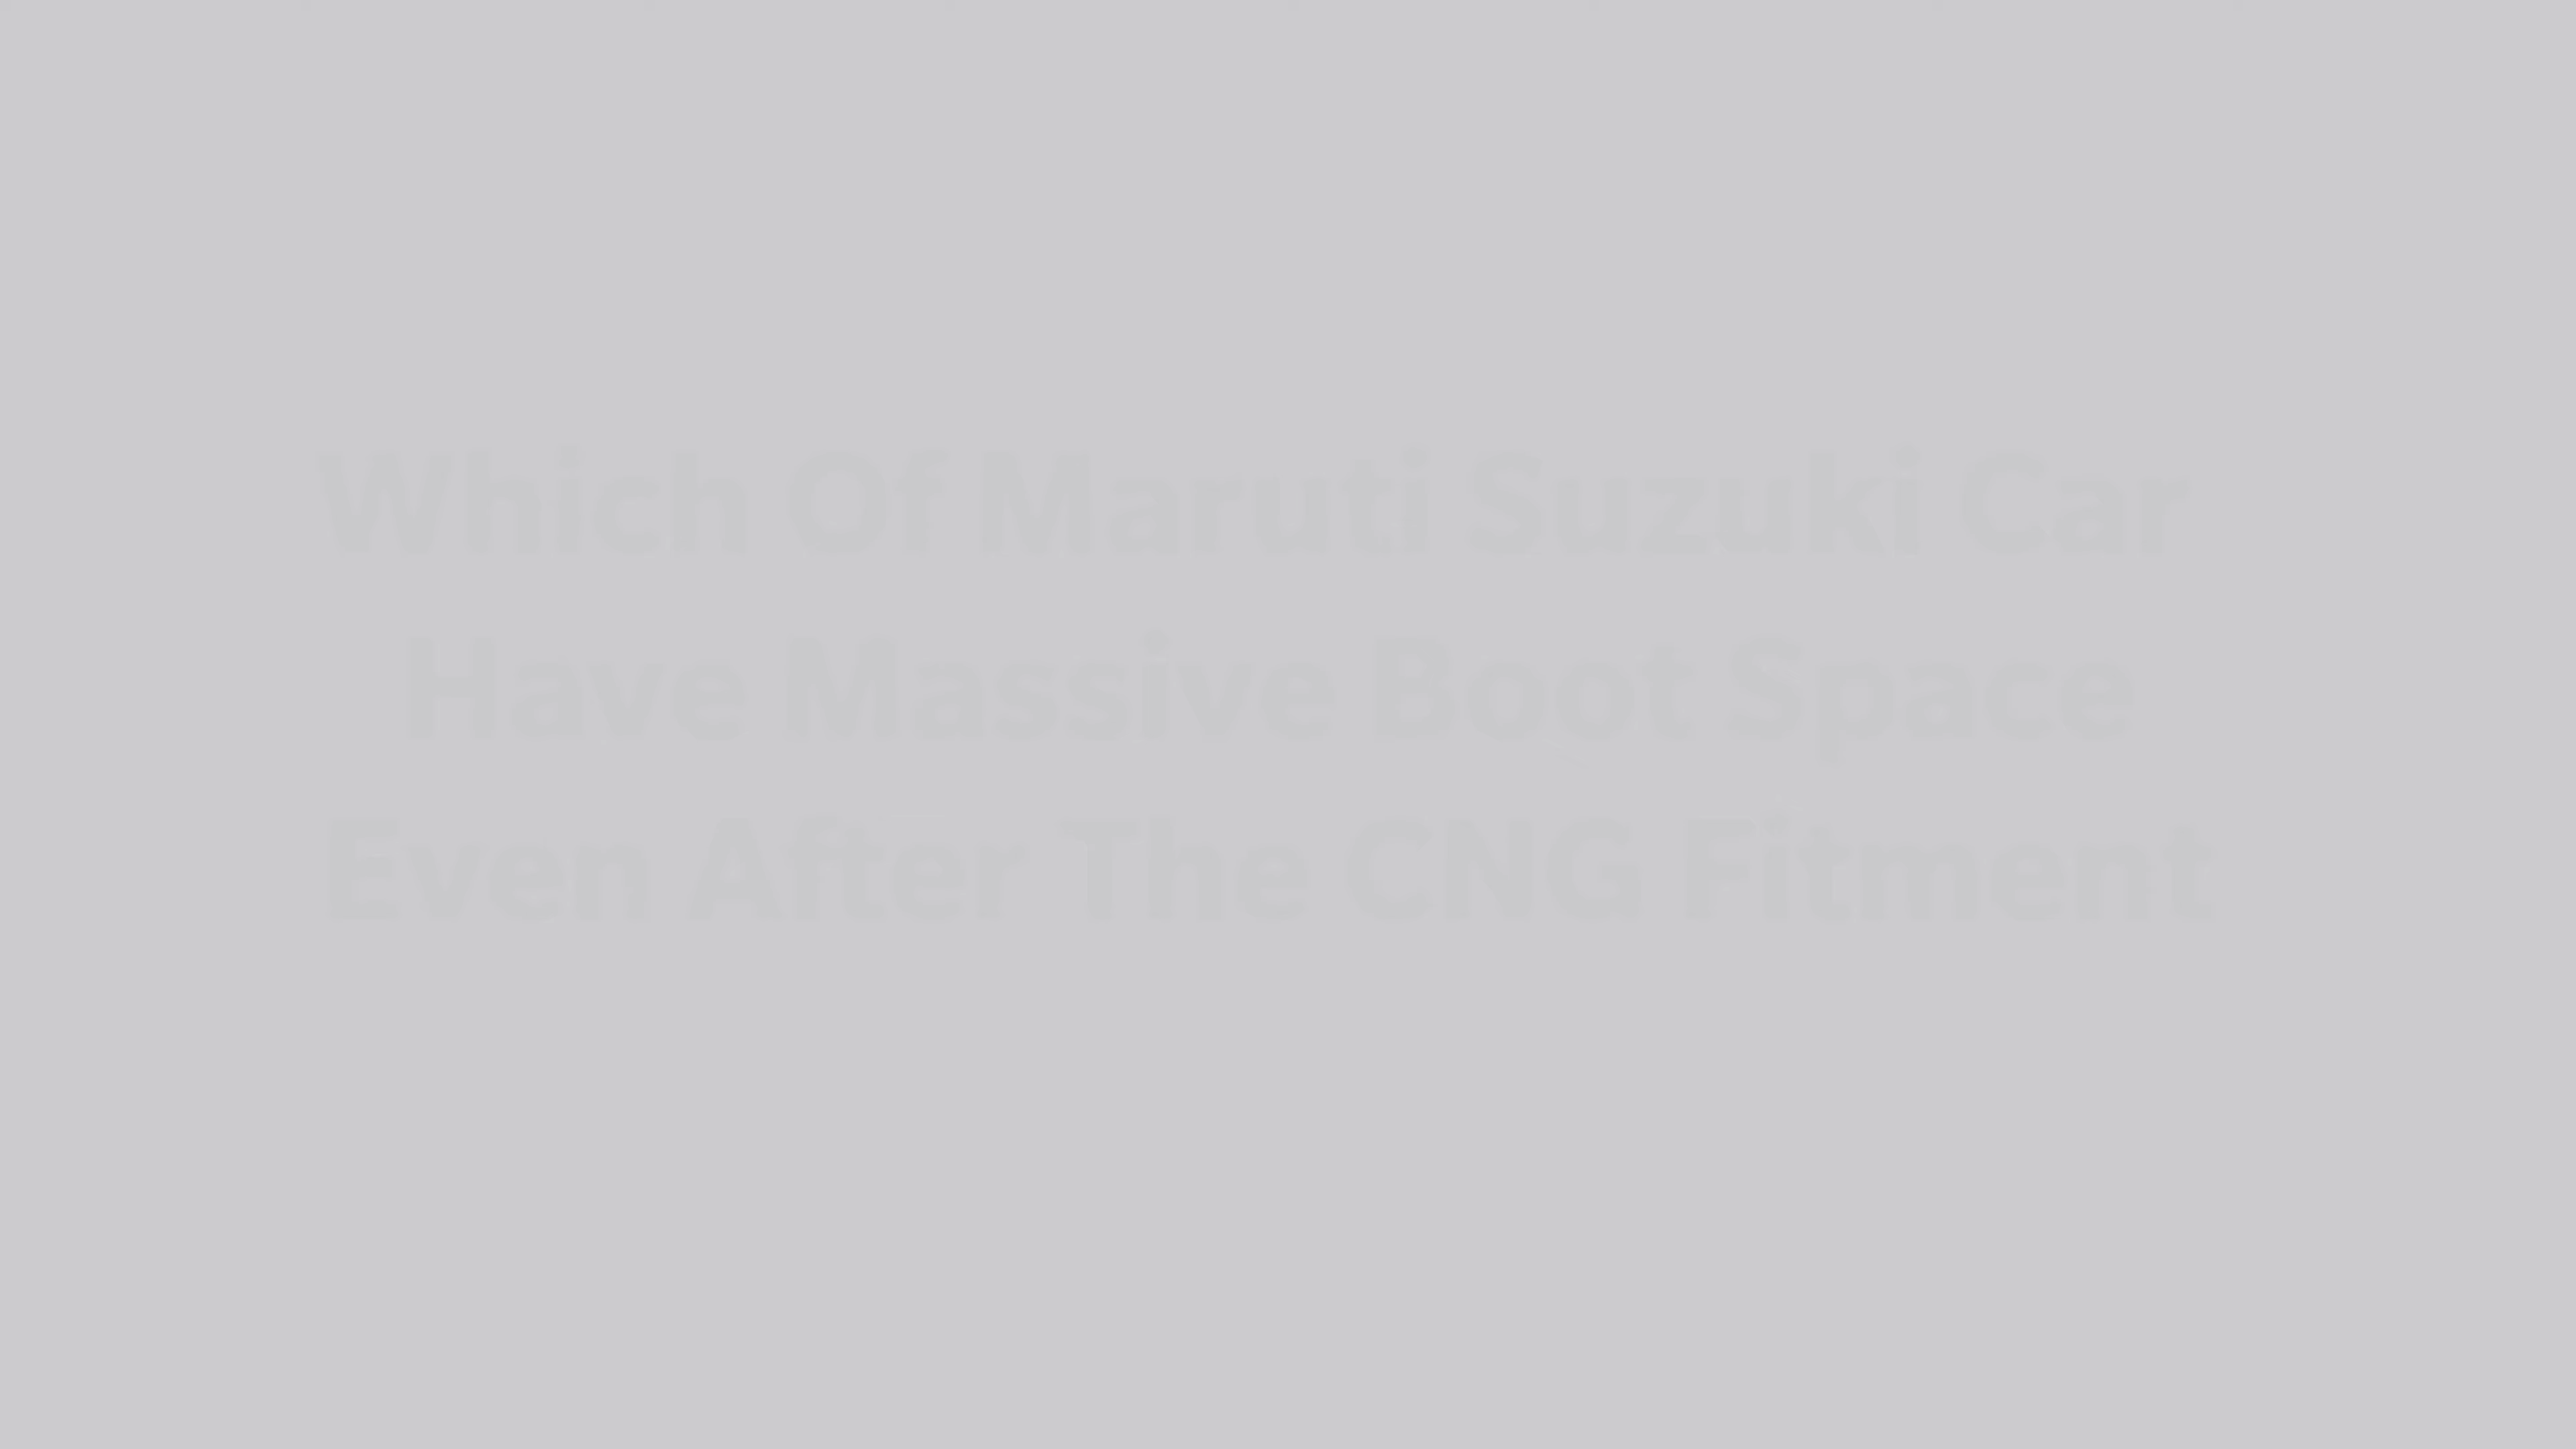 Which Of Maruti Suzuki Car
Have Massive Boot Space
Even After The CNG Fitment